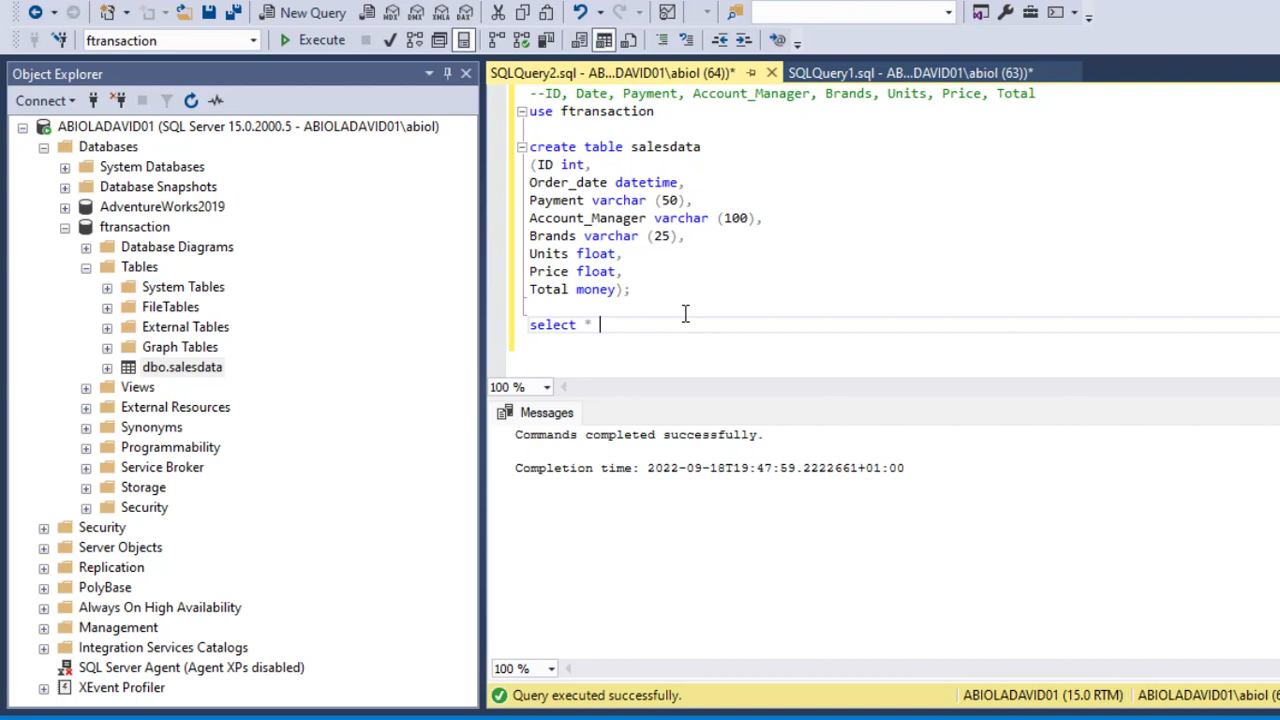 New Query
ftransaction
Execute
Object Explorer
Connect
ABIOLADAVID01 (SQL Server 15.0.2000.5 - ABIOLADAVID01\abiol)
Databases
System Databases
Database Snapshots
AdventureWorks2019
ftransaction
Database Diagrams
Tables
System Tables
FileTables
External Tables
Graph Tables
dbo.salesdata
Views
External Resources
Synonyms
Programmability
Service Broker
Storage
Security
Security
Server Objects
Replication
PolyBase
Always On High Availability
Management
Integration Services Catalogs
SQL Server Agent (Agent XPs disabled)
XEvent Profiler
SQLQuery2.sql - AB...DAVID01\abiol (64))*
SQLQuery1.sql - AB...DAVID01\abiol (63))*
--ID, Date, Payment, Account_Manager, Brands, Units, Price, Total
use ftransaction
create table salesdata
(ID int,
Order_date datetime,
Payment varchar (50),
Account_Manager varchar (100),
Brands varchar (25),
Units float,
Price float,
Total money);
select *
100 %
Messages
Commands completed successfully.
Completion time: 2022-09-18T19:47:59.2222661+01:00
100 %
Query executed successfully.
ABIOLADAVID01 (15.0 RTM)
ABIOLADAVID01\abiol (6